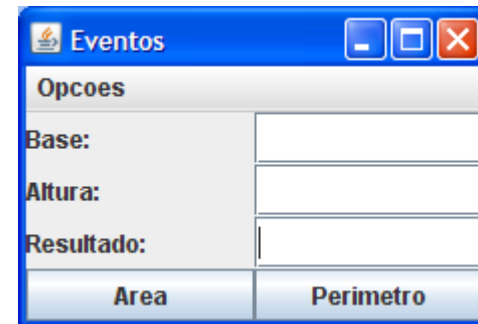 Eventos
Opcoes
Base:
Altura:
Resultado:
Area Perimetro